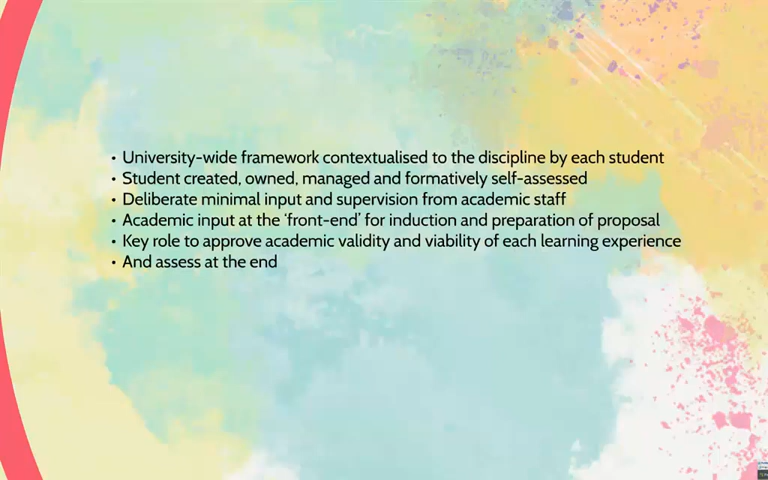 • University-wide framework contextualised to the discipline by each student
• Student created, owned, managed and formatively self-assessed
• Deliberate minimal input and supervision from academic staff
• Academic input at the ‘front-end’ for induction and preparation of proposal
• Key role to approve academic validity and viability of each learning experience
• And assess at the end